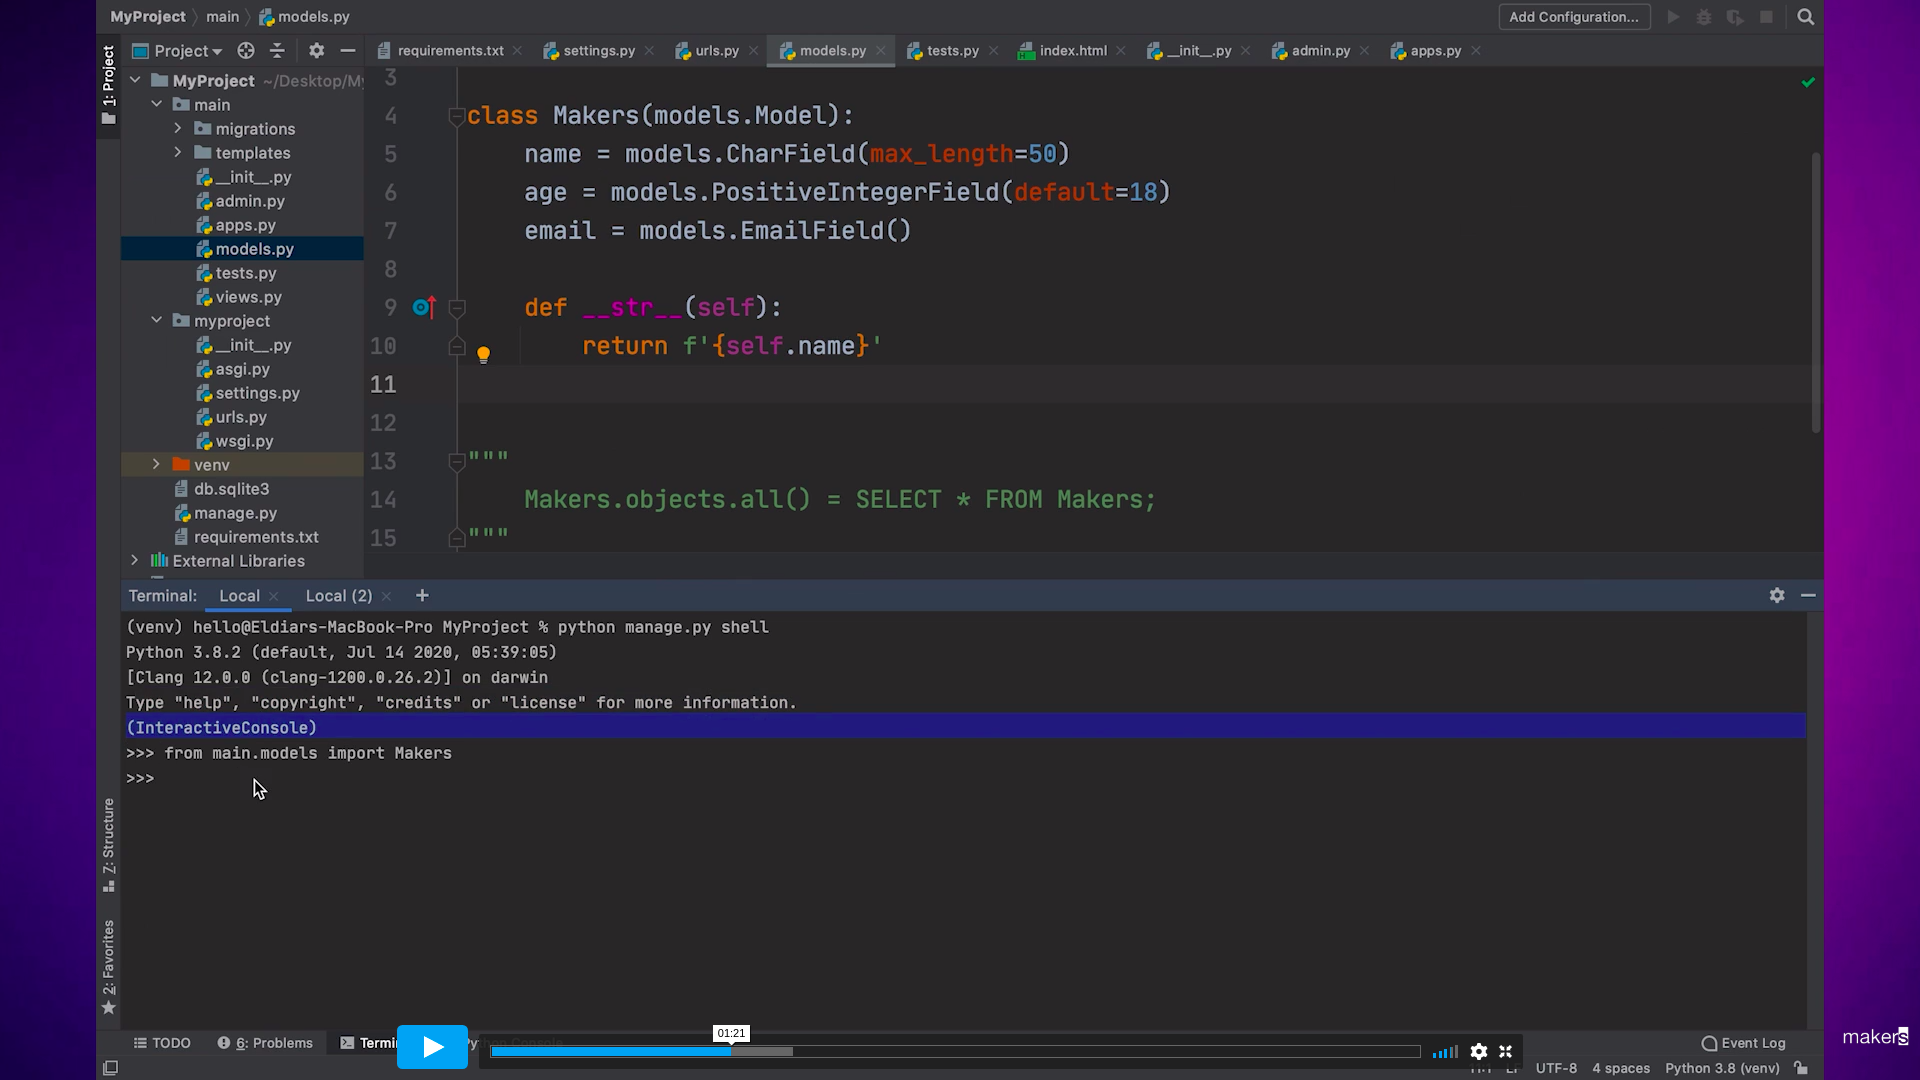 MyProject main models.py
Add Configuration...
1: Project
Project
requirements.txt settings.py urls.py models.py tests.py index.html __init__.py admin.py apps.py
MyProject ~/Desktop/My
main
migrations
templates
__init__.py
admin.py
apps.py
models.py
tests.py
views.py
myproject
__init__.py
asgi.py
settings.py
urls.py
wsgi.py
venv
db.sqlite3
manage.py
requirements.txt
External Libraries
3
4 class Makers(models.Model):
5 name = models.CharField(max_length=50)
6 age = models.PositiveIntegerField(default=18)
7 email = models.EmailField()
8
9 def __str__(self):
10 return f'{self.name}'
11
12
13 """
14 Makers.objects.all() = SELECT * FROM Makers;
15 """
Terminal: Local Local (2) +
(venv) hello@Eldiars-MacBook-Pro MyProject % python manage.py shell
Python 3.8.2 (default, Jul 14 2020, 05:39:05)
[Clang 12.0.0 (clang-1200.0.26.2)] on darwin
Type "help", "copyright", "credits" or "license" for more information.
(InteractiveConsole)
>>> from main.models import Makers
>>>
Z: Structure
2: Favorites
01:21
TODO 6: Problems Termi Event Log
UTF-8 4 spaces Python 3.8 (venv)
makers